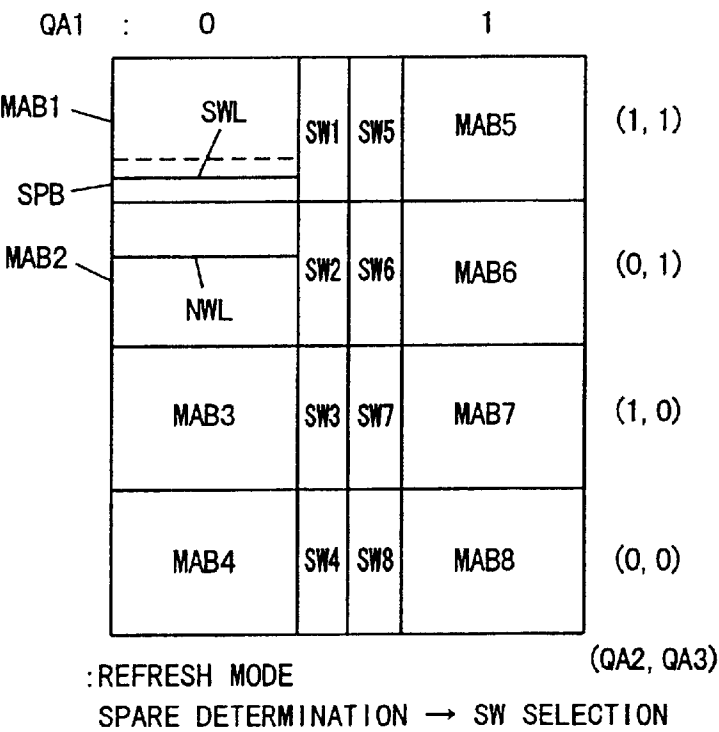 QA1 : 0 1
MAB1
SWL
SW1 SW5 MAB5 (1, 1)
SPB
MAB2
SW2 SW6 MAB6 (0, 1)
NWL
MAB3 SW3 SW7 MAB7 (1, 0)
MAB4 SW4 SW8 MAB8 (0, 0)
(QA2, QA3)
:REFRESH MODE
SPARE DETERMINATION → SW SELECTION